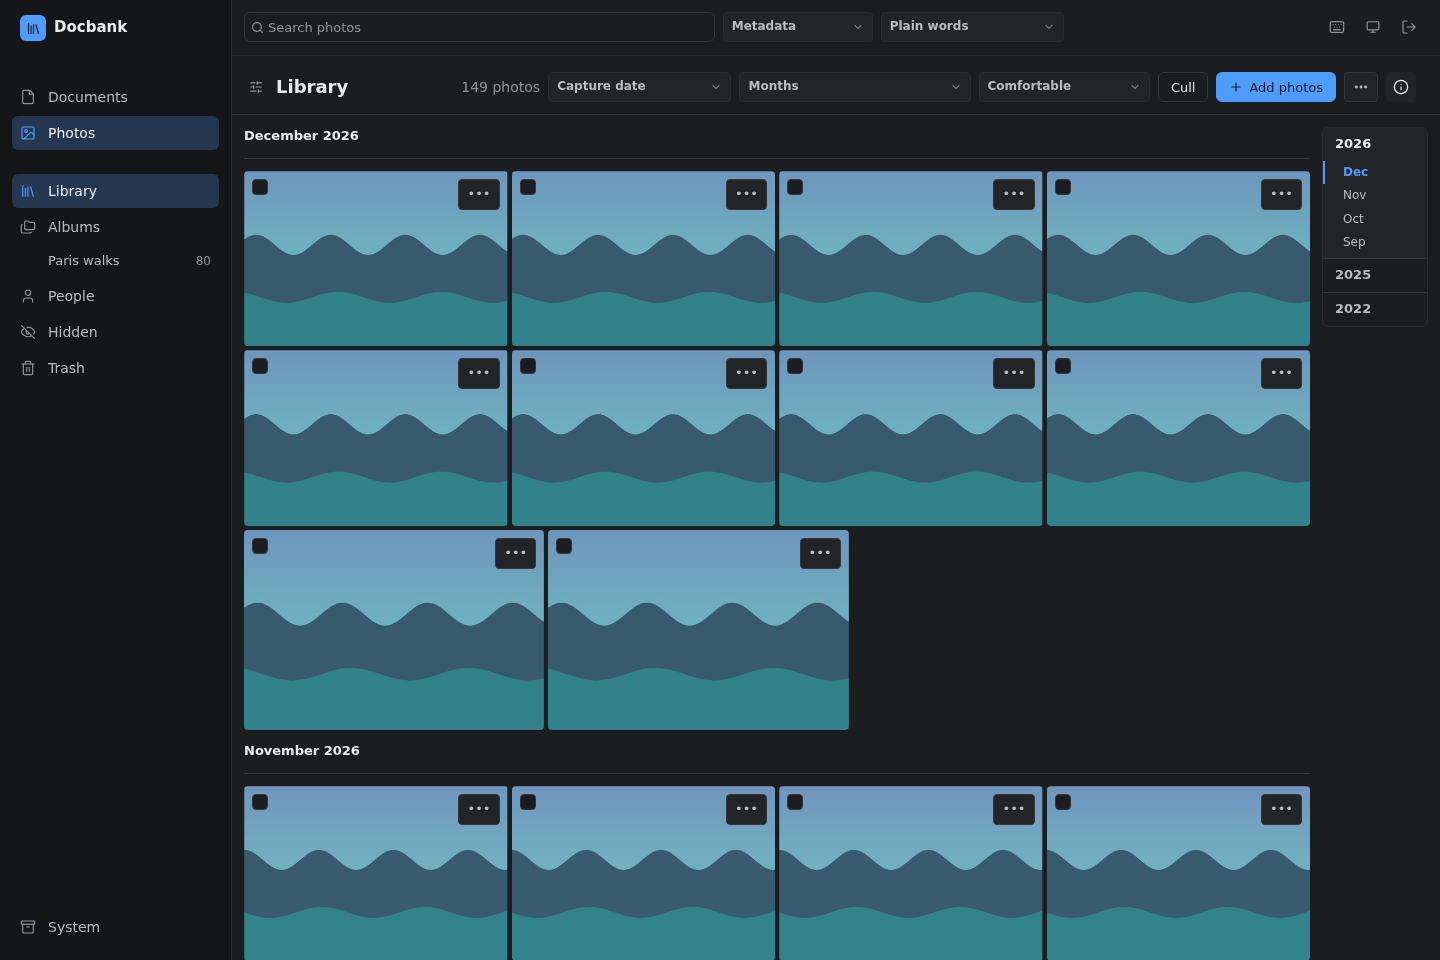 Docbank
Search photos
Metadata
Plain words
Documents
Photos
Library
Albums
Paris walks 80
People
Hidden
Trash
System
Library
149 photos
Capture date
Months
Comfortable
Cull
Add photos
December 2026
November 2026
2026
Dec
Nov
Oct
Sep
2025
2022